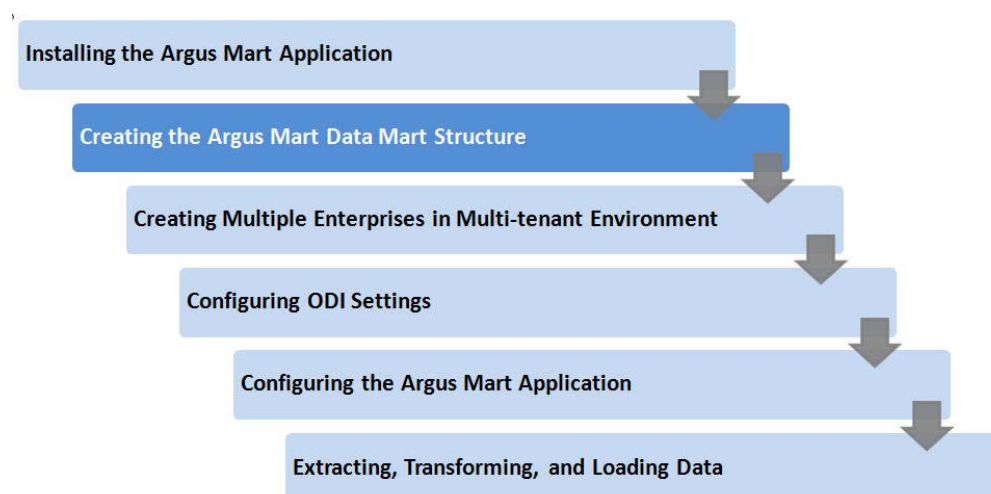 Installing the Argus Mart Application
Creating the Argus Mart Data Mart Structure
Creating Multiple Enterprises in Multi-tenant Environment
Configuring ODI Settings
Configuring the Argus Mart Application
Extracting, Transforming, and Loading Data